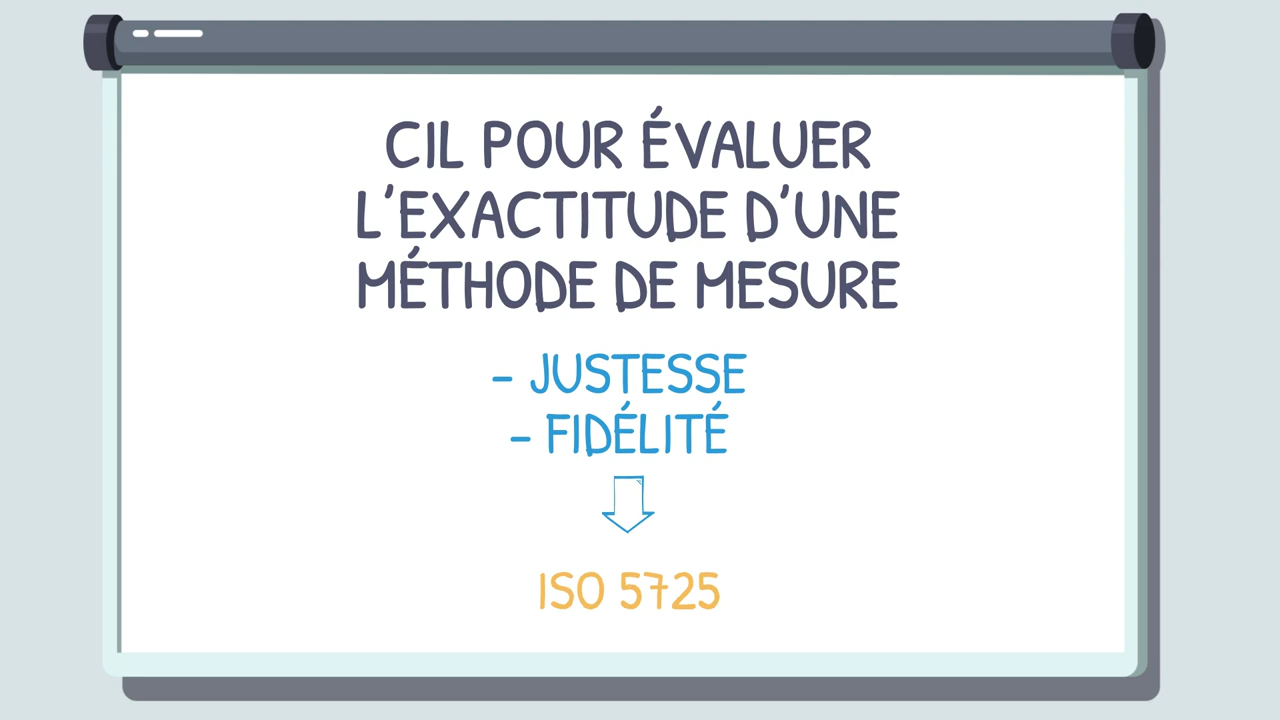 CIL POUR ÉVALUER
L'EXACTITUDE D'UNE
MÉTHODE DE MESURE
- JUSTESSE
- FIDÉLITÉ
ISO 5725